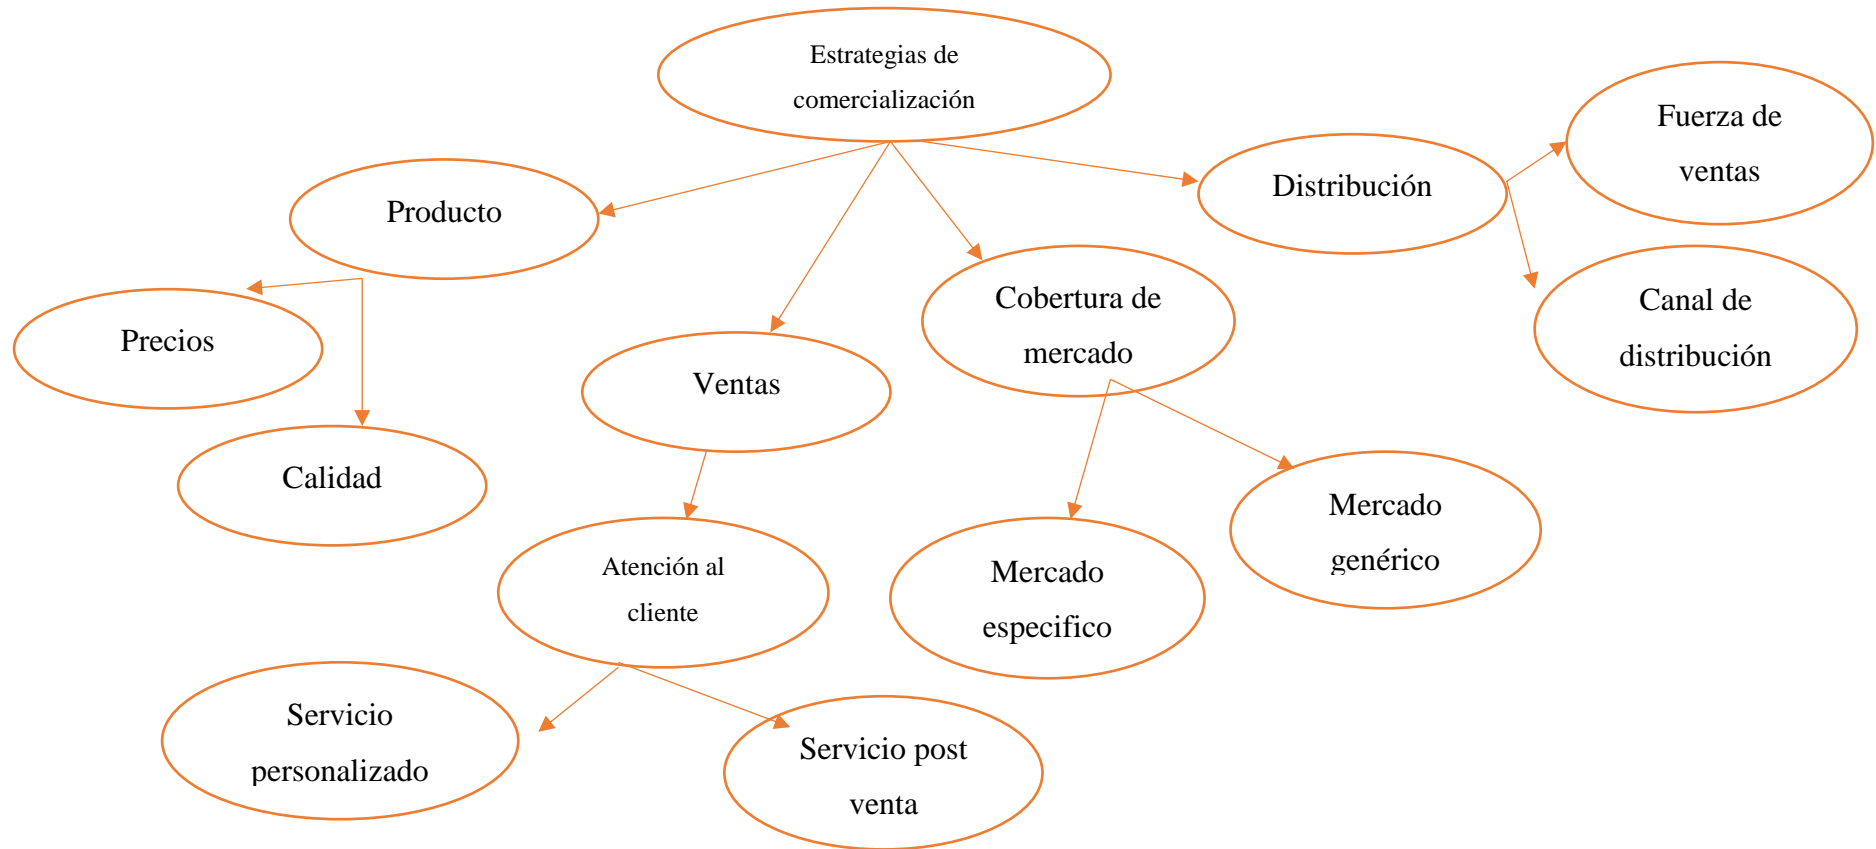 Estrategias de
comercialización
Fuerza de
ventas
Distribución
Producto
Cobertura de
mercado
Canal de
distribución
Precios
Ventas
Calidad
Mercado
genérico
Atención al
cliente
Mercado
especifico
Servicio
personalizado
Servicio post
venta